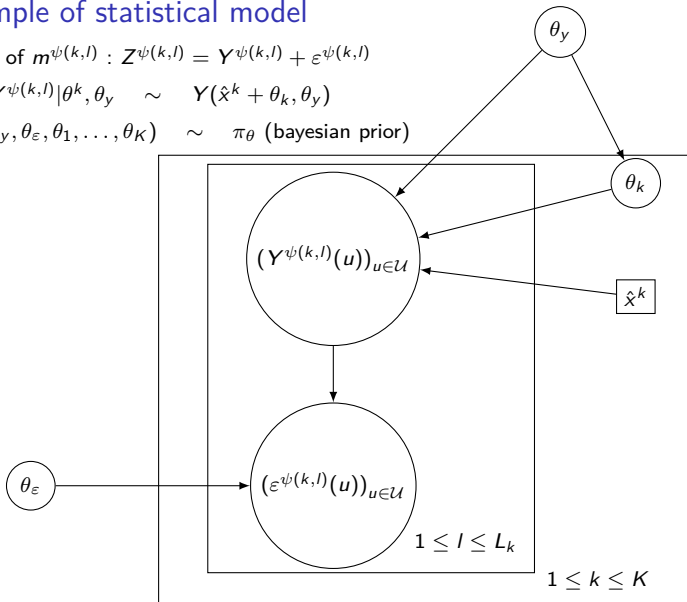 mple of statistical model
of m^{ψ(k,l)} : Z^{ψ(k,l)} = Y^{ψ(k,l)} + ε^{ψ(k,l)}
Y^{ψ(k,l)}|θ^k, θ_y ∼ Y(x̂^k + θ_k, θ_y)
y, θ_ε, θ_1, . . . , θ_K) ∼ π_θ (bayesian prior)
θ_y
θ_k
(Y^{ψ(k,l)}(u))_{u∈𝒰}
x̂^k
θ_ε
(ε^{ψ(k,l)}(u))_{u∈𝒰}
1 ≤ l ≤ L_k
1 ≤ k ≤ K